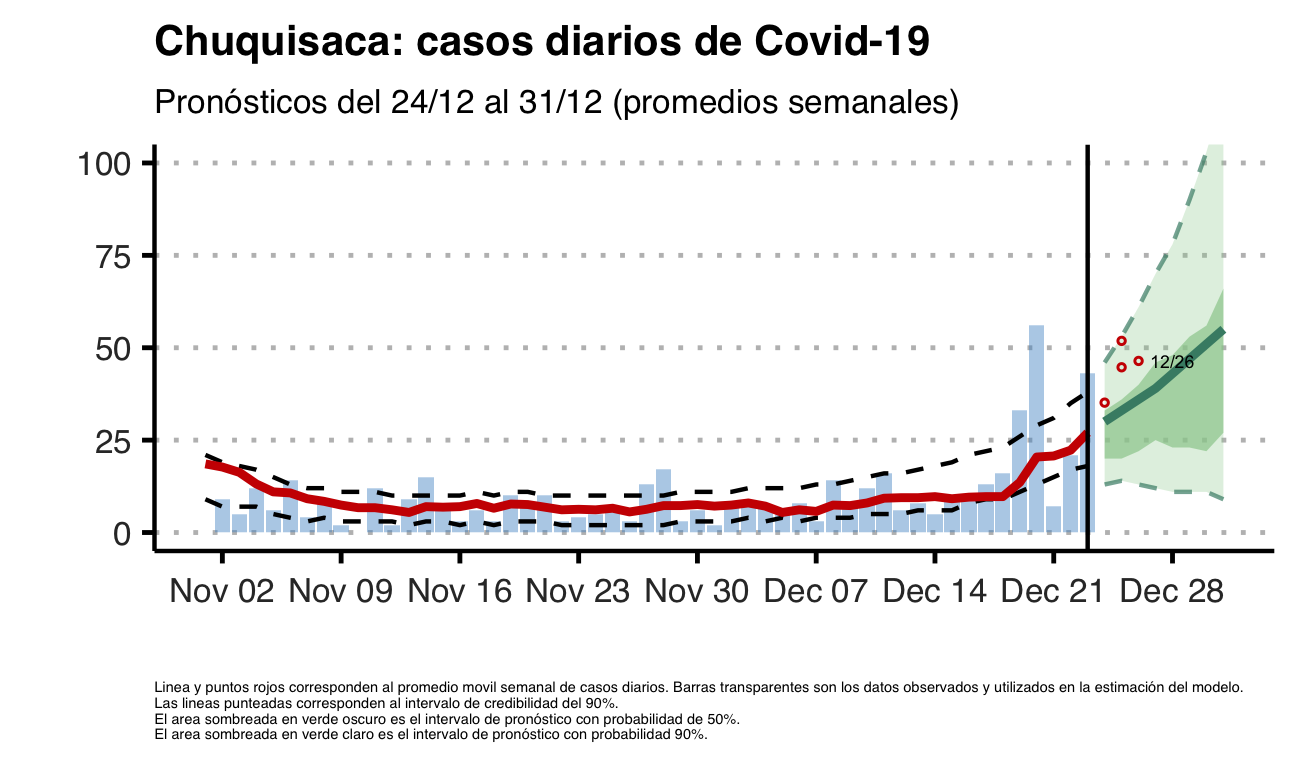 Chuquisaca: casos diarios de Covid-19
Pronósticos del 24/12 al 31/12 (promedios semanales)
100
75
50
25
0
12/26
Nov 02 Nov 09 Nov 16 Nov 23 Nov 30 Dec 07 Dec 14 Dec 21 Dec 28
Linea y puntos rojos corresponden al promedio movil semanal de casos diarios. Barras transparentes son los datos observados y utilizados en la estimación del modelo.
Las lineas punteadas corresponden al intervalo de credibilidad del 90%.
El area sombreada en verde oscuro es el intervalo de pronóstico con probabilidad de 50%.
El area sombreada en verde claro es el intervalo de pronóstico con probabilidad 90%.